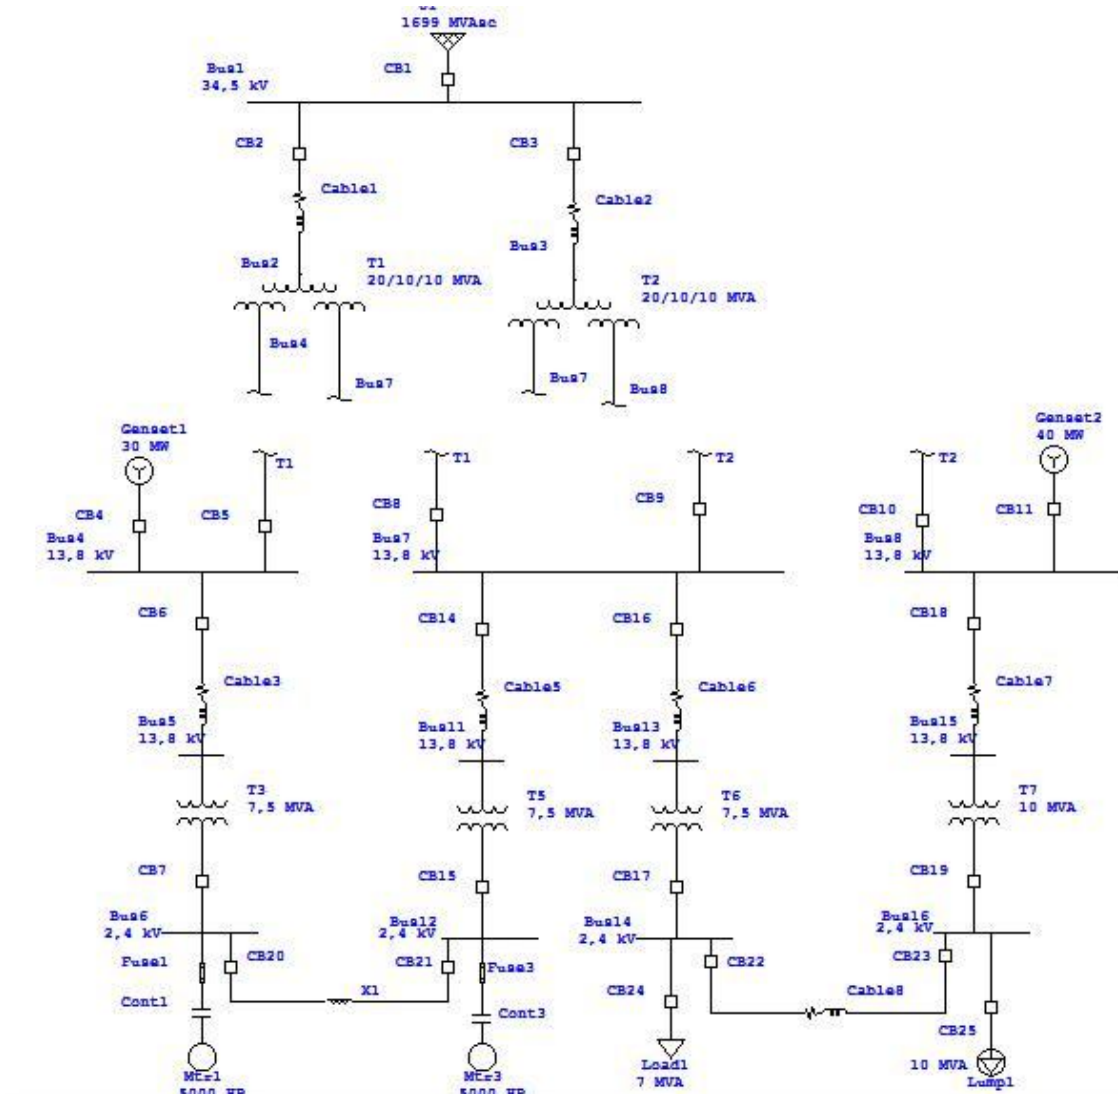 1699 MVAsc
CB1
Bus1
34,5 kV
CB2
CB3
Cable1
Cable2
Bus2
T1
20/10/10 MVA
Bus3
T2
20/10/10 MVA
Bus4
Bus7
Bus7
Bus8
Genset1
30 MW
Genset2
40 MW
T1
T1
T2
T2
CB4
CB5
CB8
CB9
CB10
CB11
Bus4
13,8 kV
Bus7
13,8 kV
Bus8
13,8 kV
CB6
CB14
CB16
CB18
Cable3
Cable5
Cable6
Cable7
Bus5
13,8 kV
Bus11
13,8 kV
Bus13
13,8 kV
Bus15
13,8 kV
T3
7,5 MVA
T5
7,5 MVA
T6
7,5 MVA
T7
10 MVA
CB7
CB15
CB17
CB19
Bus6
2,4 kV
Bus12
2,4 kV
Bus14
2,4 kV
Bus16
2,4 kV
Fuse1
CB20
CB21
Fuse3
CB22
CB23
Cont1
X1
Cont3
CB24
Cable8
CB25
Mtr1
5000 HP
Mtr3
5000 HP
Load1
7 MVA
10 MVA
Lump1